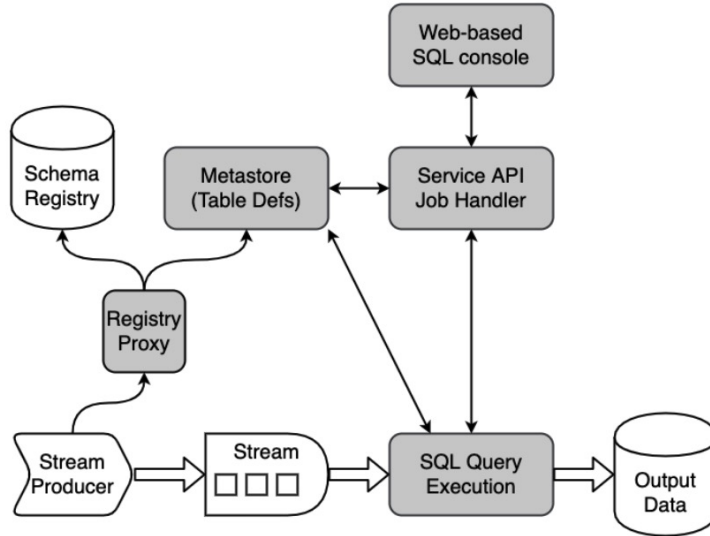 Web-based
SQL console
Schema
Registry
Metastore
(Table Defs)
Service API
Job Handler
Registry
Proxy
Stream
Producer
Stream
SQL Query
Execution
Output
Data